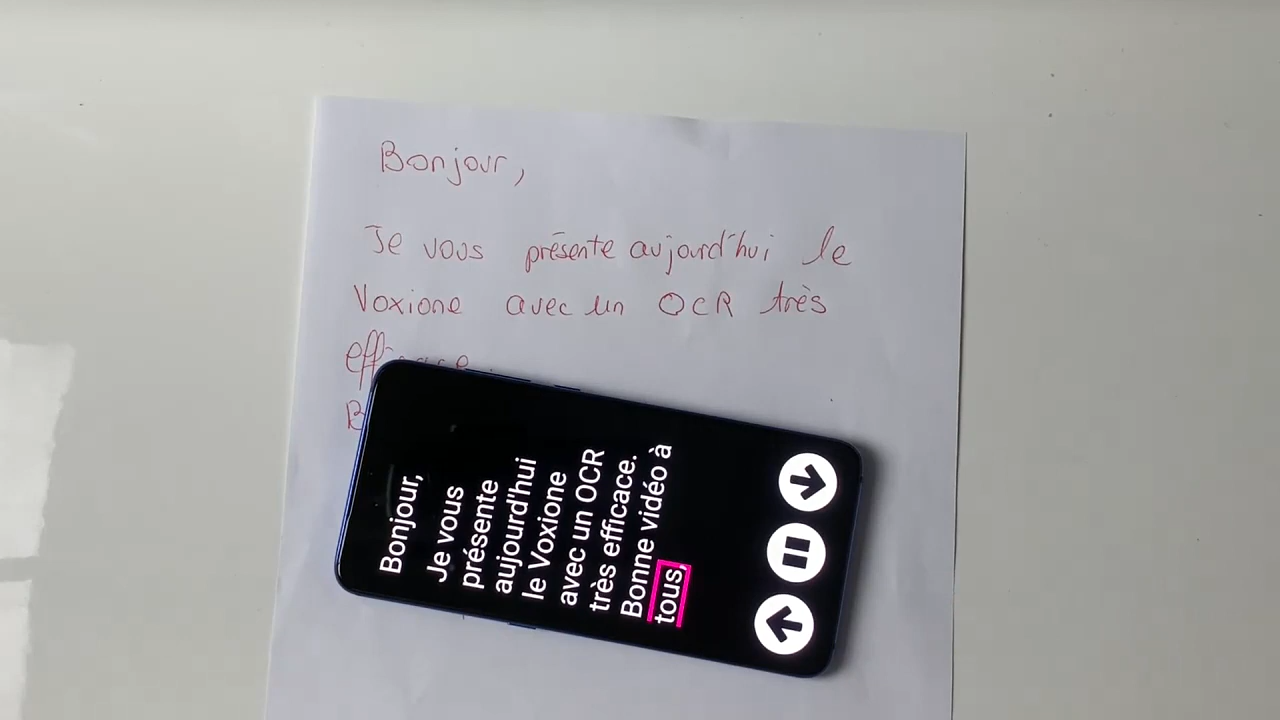 Bonjour,
Je vous présente aujourd'hui le
Voxione avec un OCR très
efficace.
Bonjour,
Je vous
présente
aujourd'hui
le Voxione
avec un OCR
très efficace.
Bonne vidéo à
tous,